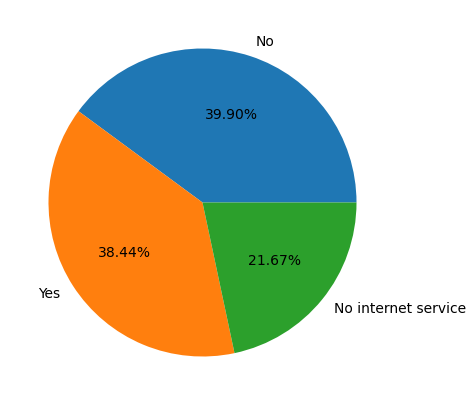 No
39.90%
38.44%
21.67%
Yes
No internet service